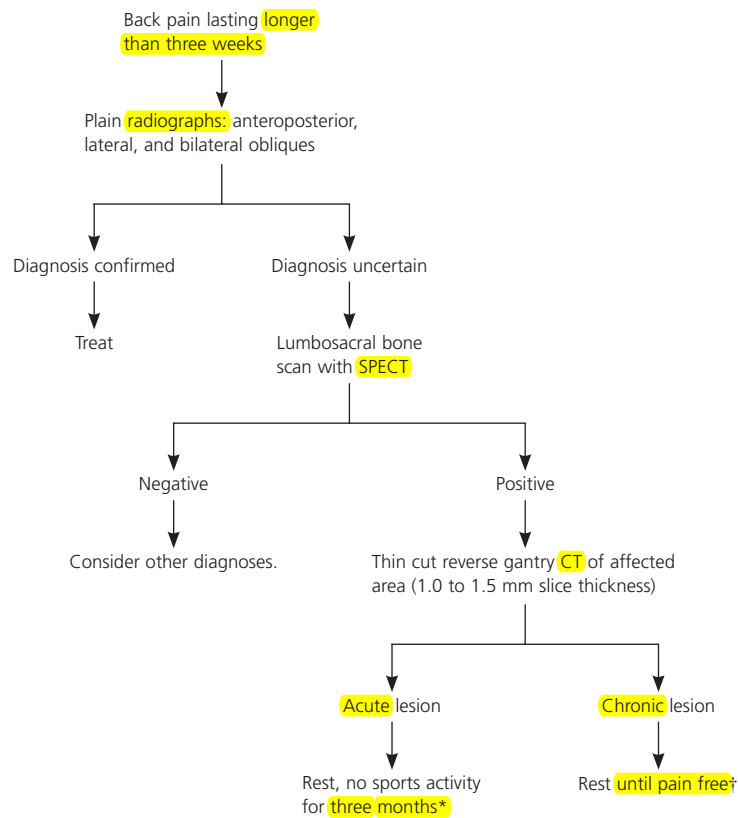 Back pain lasting longer
than three weeks
Plain radiographs: anteroposterior,
lateral, and bilateral obliques
Diagnosis confirmed
Diagnosis uncertain
Treat
Lumbosacral bone
scan with SPECT
Negative
Positive
Consider other diagnoses.
Thin cut reverse gantry CT of affected
area (1.0 to 1.5 mm slice thickness)
Acute lesion
Chronic lesion
Rest, no sports activity
for three months*
Rest until pain free†